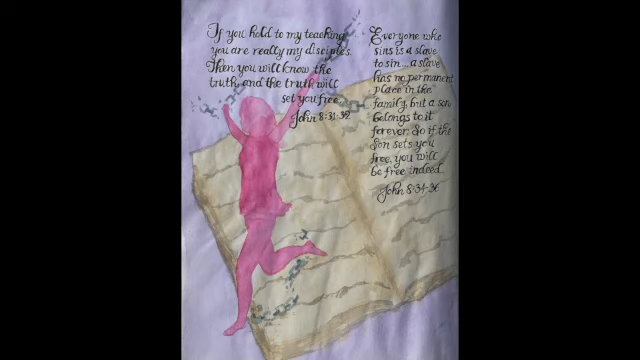 If you hold to my teaching
you are really my disciples.
Then you will know the
truth, and the truth will
set you free.
John 8:31-32
Everyone who
sins is a slave
to sin... a slave
has no permanent
place in the
family, but a son
belongs to it
forever. So if the
Son sets you
free, you will
be free indeed.
John 8:34-36